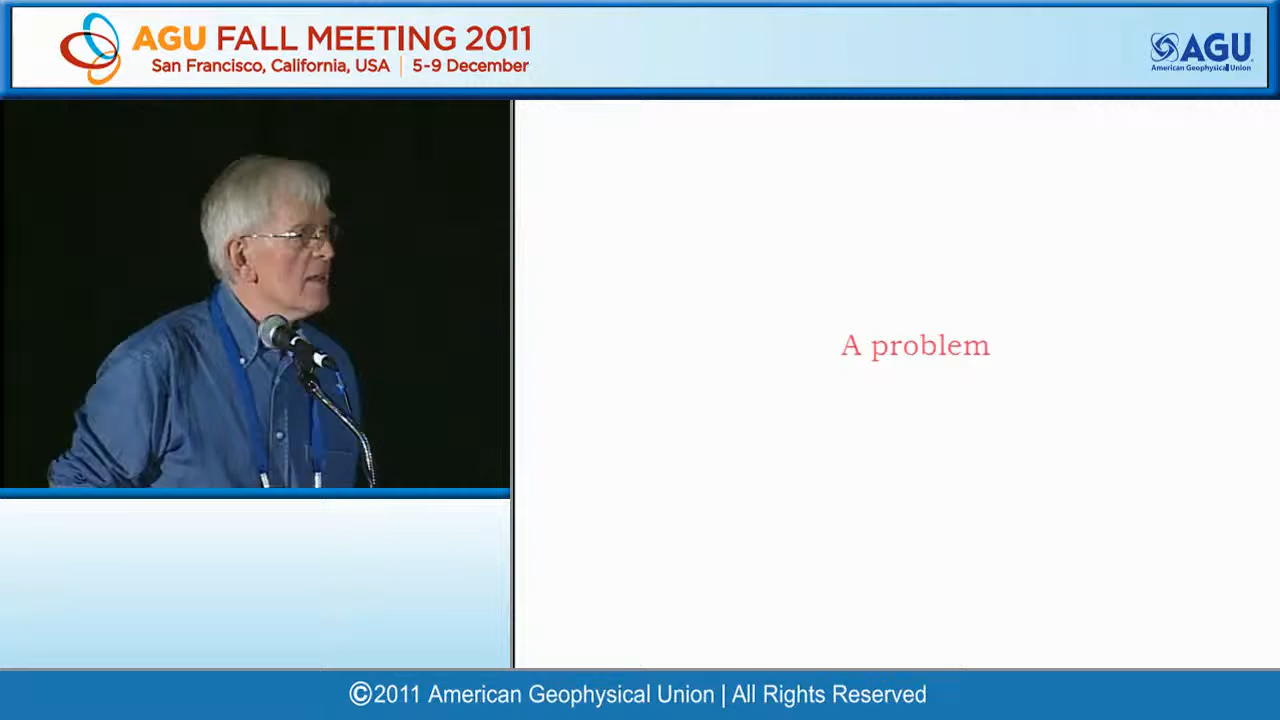 AGU FALL MEETING 2011
San Francisco, California, USA | 5-9 December
AGU
American Geophysical Union
A problem
©2011 American Geophysical Union | All Rights Reserved